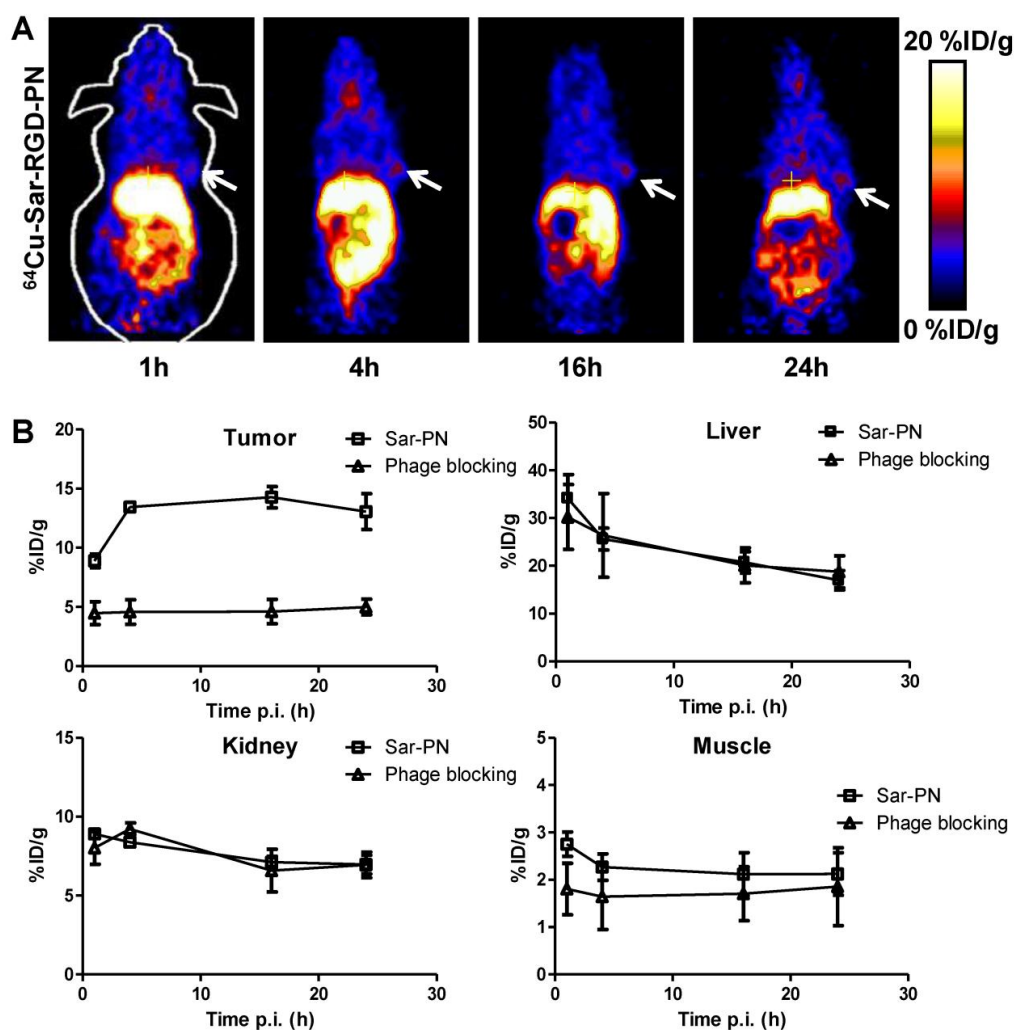 A
⁶⁴Cu-Sar-RGD-PN
20 %ID/g
0 %ID/g
1h
4h
16h
24h
B
Tumor
Sar-PN
Phage blocking
%ID/g
20
15
10
5
0
0 10 20 30
Time p.i. (h)
Liver
Sar-PN
Phage blocking
%ID/g
50
40
30
20
10
0
0 10 20 30
Time p.i. (h)
Kidney
Sar-PN
Phage blocking
%ID/g
15
10
5
0
0 10 20 30
Time p.i. (h)
Muscle
Sar-PN
Phage blocking
%ID/g
5
4
3
2
1
0
0 10 20 30
Time p.i. (h)